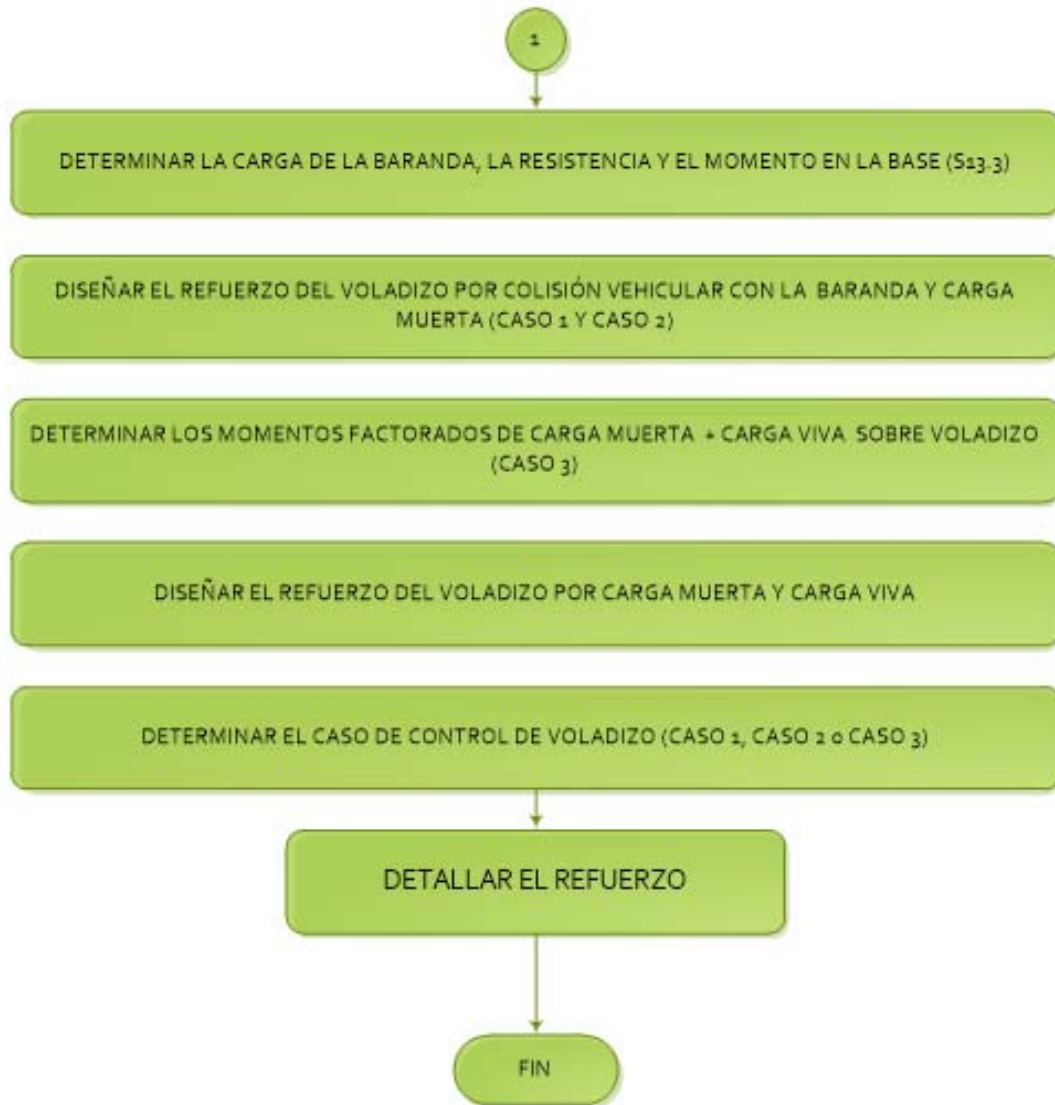 1
DETERMINAR LA CARGA DE LA BARANDA, LA RESISTENCIA Y EL MOMENTO EN LA BASE (S13.3)
DISEÑAR EL REFUERZO DEL VOLADIZO POR COLISIÓN VEHICULAR CON LA BARANDA Y CARGA
MUERTA (CASO 1 Y CASO 2)
DETERMINAR LOS MOMENTOS FACTORADOS DE CARGA MUERTA + CARGA VIVA SOBRE VOLADIZO
(CASO 3)
DISEÑAR EL REFUERZO DEL VOLADIZO POR CARGA MUERTA Y CARGA VIVA
DETERMINAR EL CASO DE CONTROL DE VOLADIZO (CASO 1, CASO 2 o CASO 3)
DETALLAR EL REFUERZO
FIN